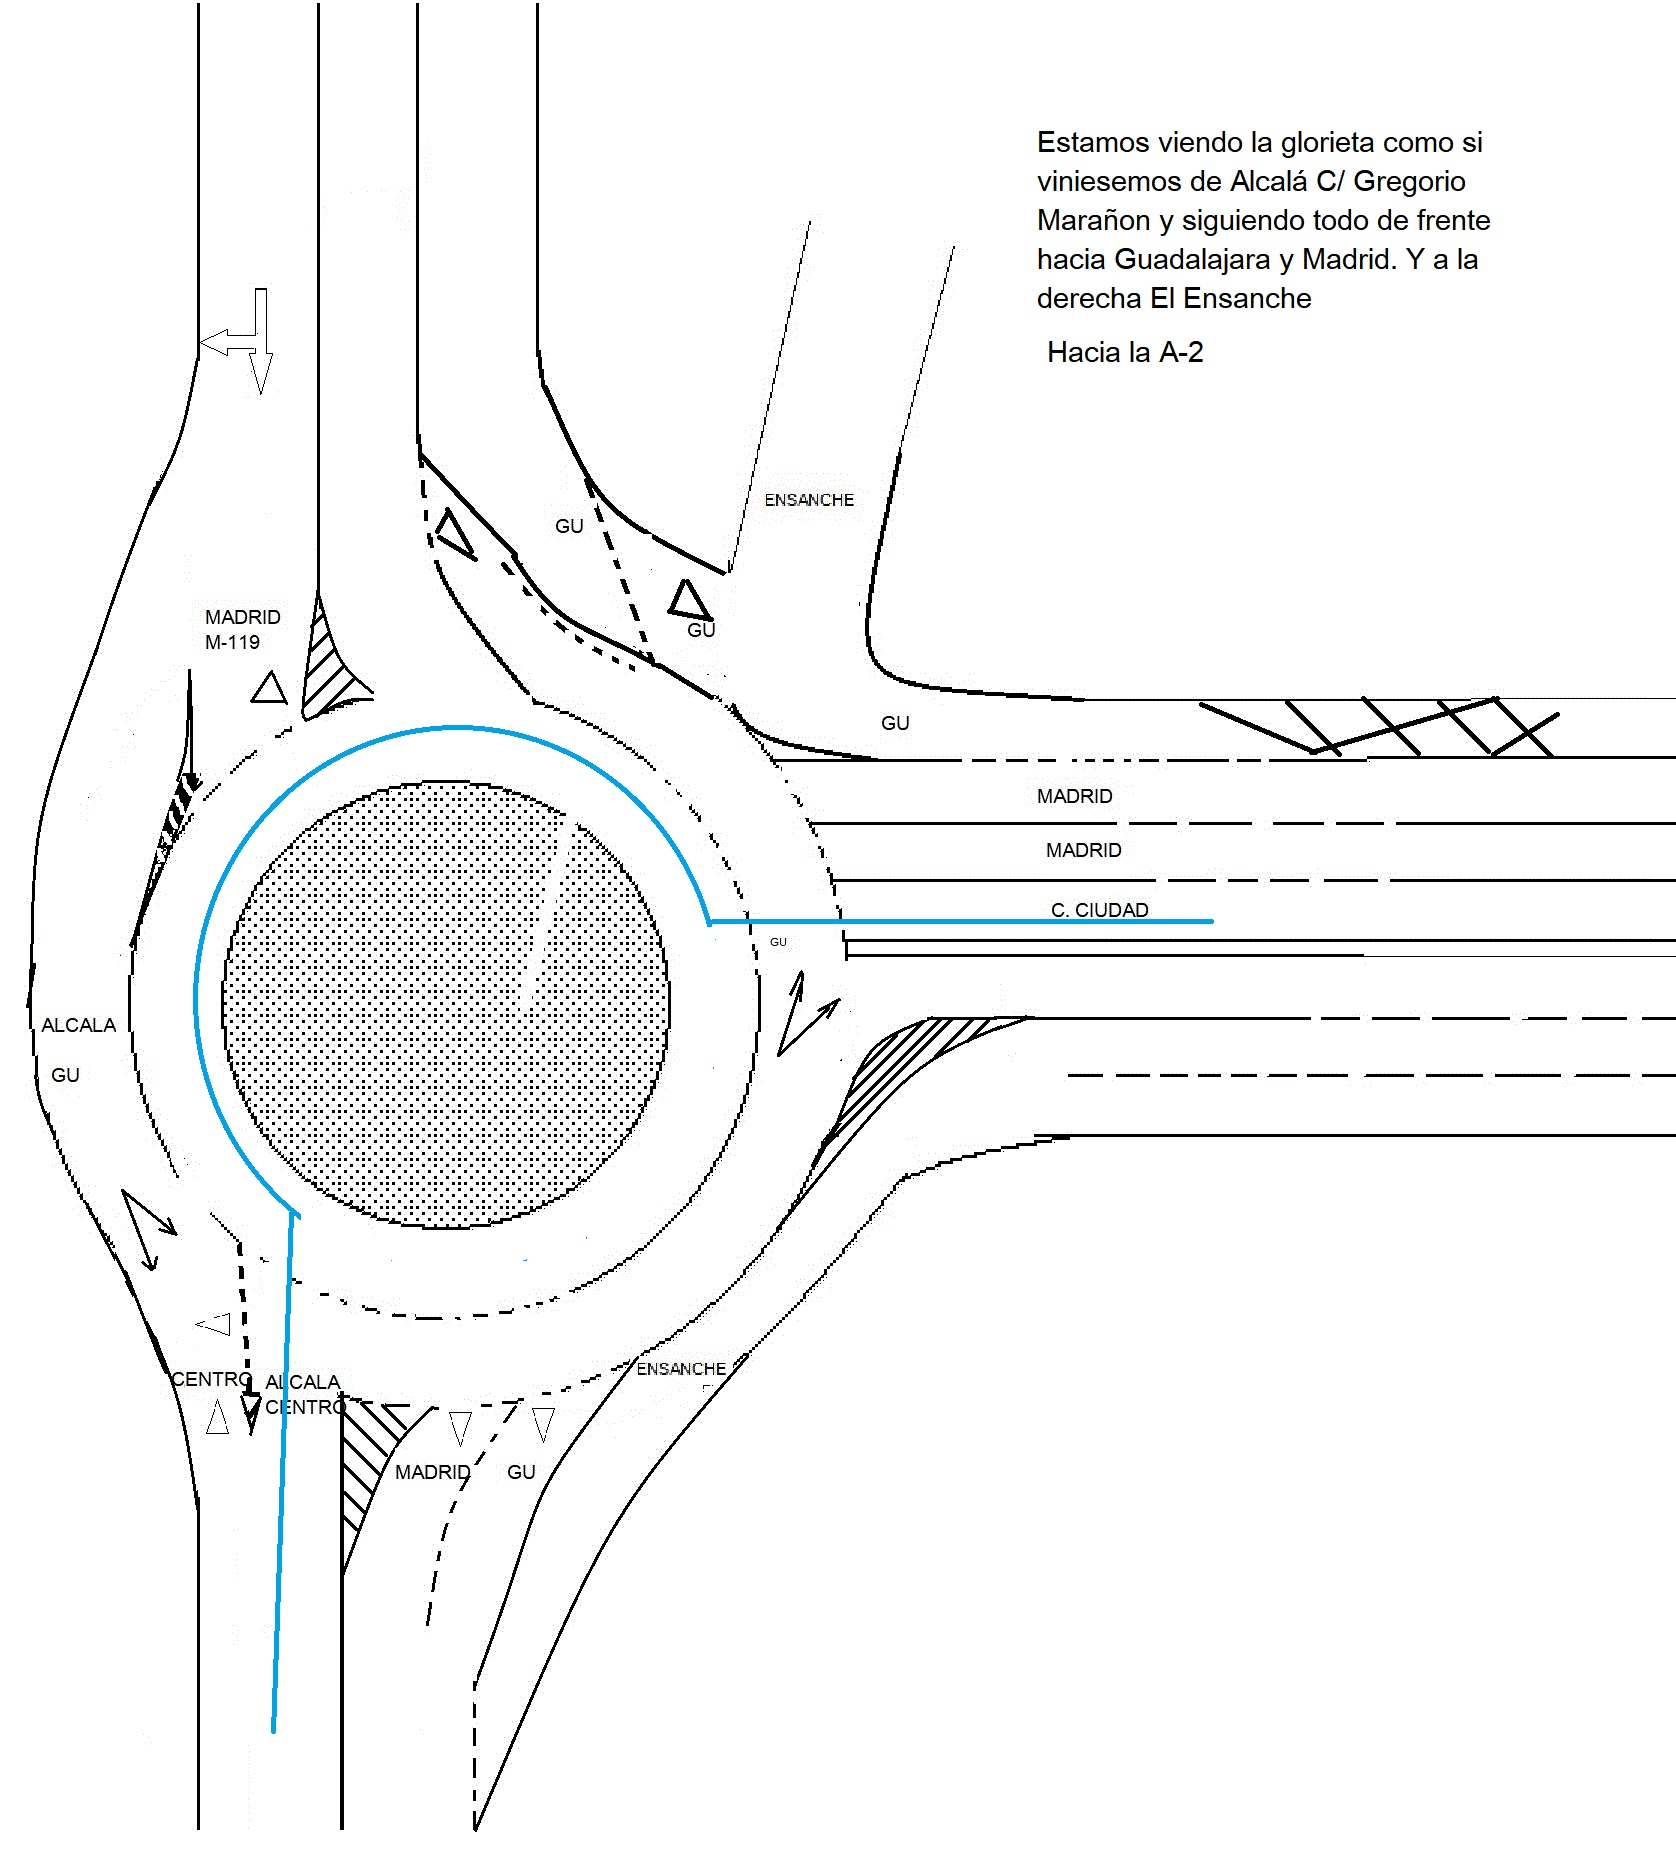 Estamos viendo la glorieta como si
viniesemos de Alcalá C/ Gregorio
Marañon y siguiendo todo de frente
hacia Guadalajara y Madrid. Y a la
derecha El Ensanche
Hacia la A-2
ENSANCHE
GU
MADRID
M-119
GU
GU
MADRID
MADRID
C. CIUDAD
GU
ALCALA
GU
ENSANCHE
CENTRO
ALCALA
CENTRO
MADRID
GU